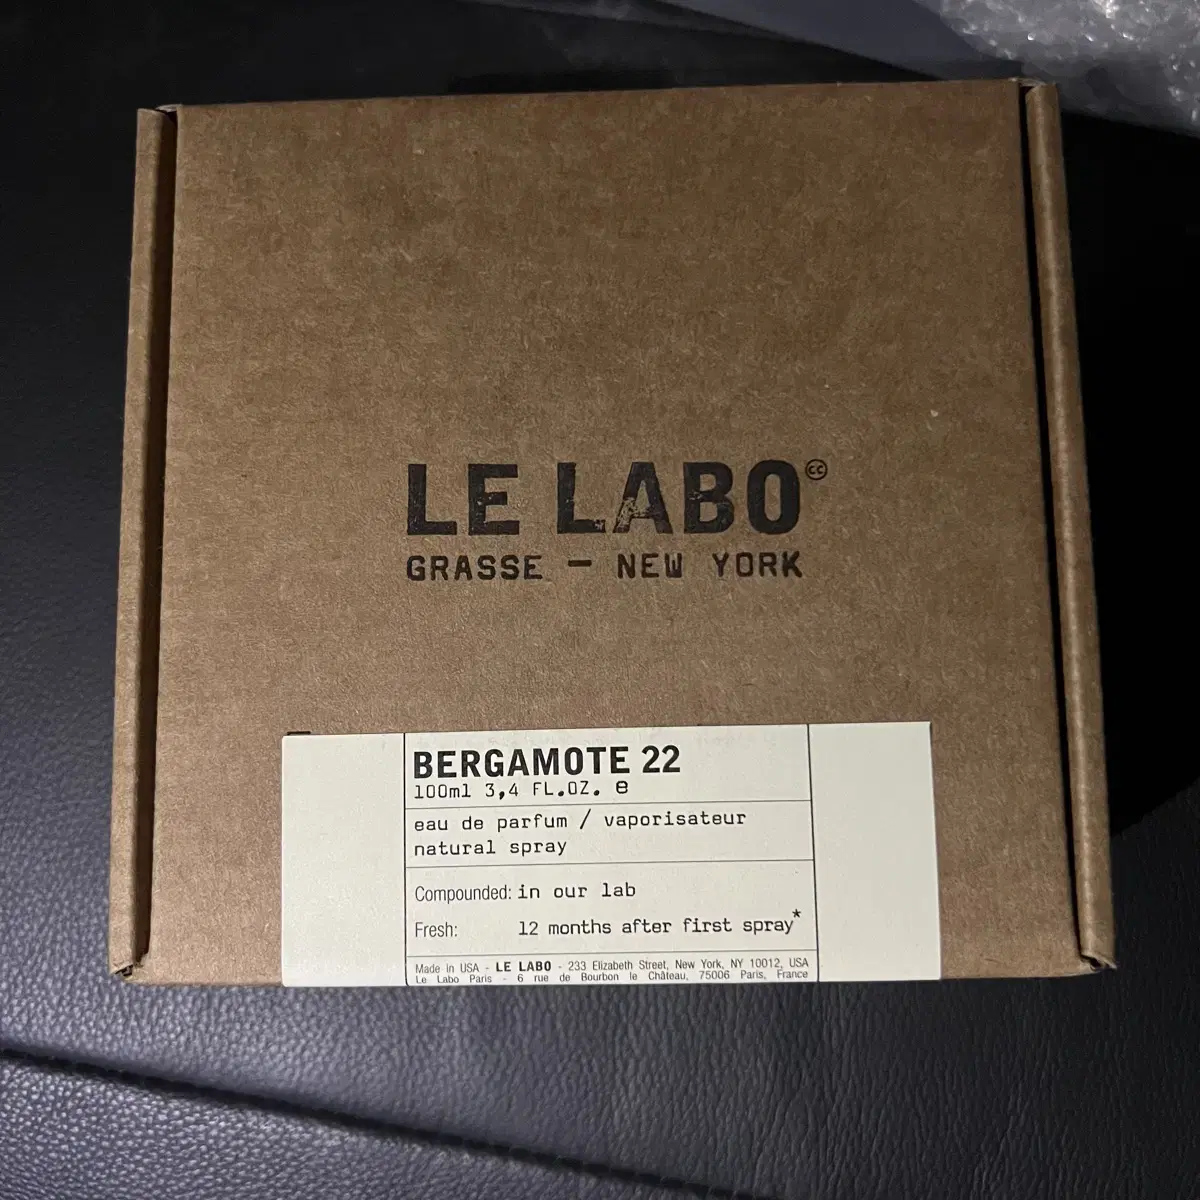 LE LABO
GRASSE — NEW YORK
BERGAMOTE 22
100ml 3,4 FL.OZ. e
eau de parfum / vaporisateur
natural spray
Compounded: in our lab
Fresh: 12 months after first spray*
Made in USA - LE LABO - 233 Elizabeth Street, New York, NY 10012, USA
Le Labo Paris - 6 rue de Bourbon le Château, 75006 Paris, France